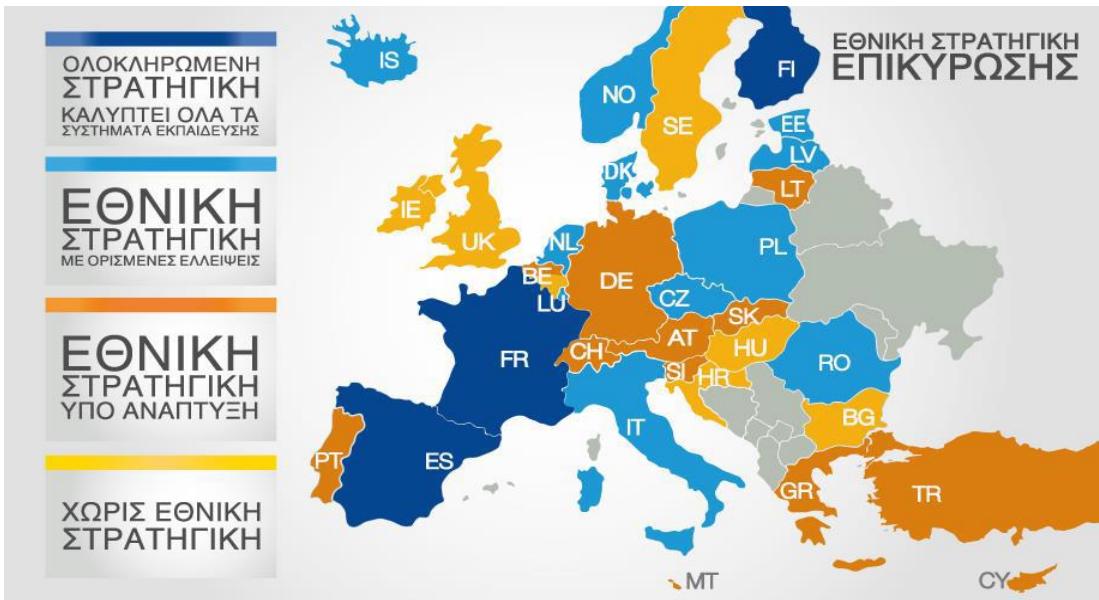 ΕΘΝΙΚΗ ΣΤΡΑΤΗΓΙΚΗ
ΕΠΙΚΥΡΩΣΗΣ
ΟΛΟΚΛΗΡΩΜΕΝΗ
ΣΤΡΑΤΗΓΙΚΗ
ΚΑΛΥΠΤΕΙ ΟΛΑ ΤΑ
ΣΥΣΤΗΜΑΤΑ ΕΚΠΑΙΔΕΥΣΗΣ
ΕΘΝΙΚΗ
ΣΤΡΑΤΗΓΙΚΗ
ΜΕ ΟΡΙΣΜΕΝΕΣ ΕΛΛΕΙΨΕΙΣ
ΕΘΝΙΚΗ
ΣΤΡΑΤΗΓΙΚΗ
ΥΠΟ ΑΝΑΠΤΥΞΗ
ΧΩΡΙΣ ΕΘΝΙΚΗ
ΣΤΡΑΤΗΓΙΚΗ
IS
FI
NO
SE
EE
LV
DK
LT
IE
UK
NL
PL
BE
DE
LU
CZ
SK
FR
CH
AT
HU
SI
HR
RO
IT
BG
PT
ES
GR
TR
MT
CY